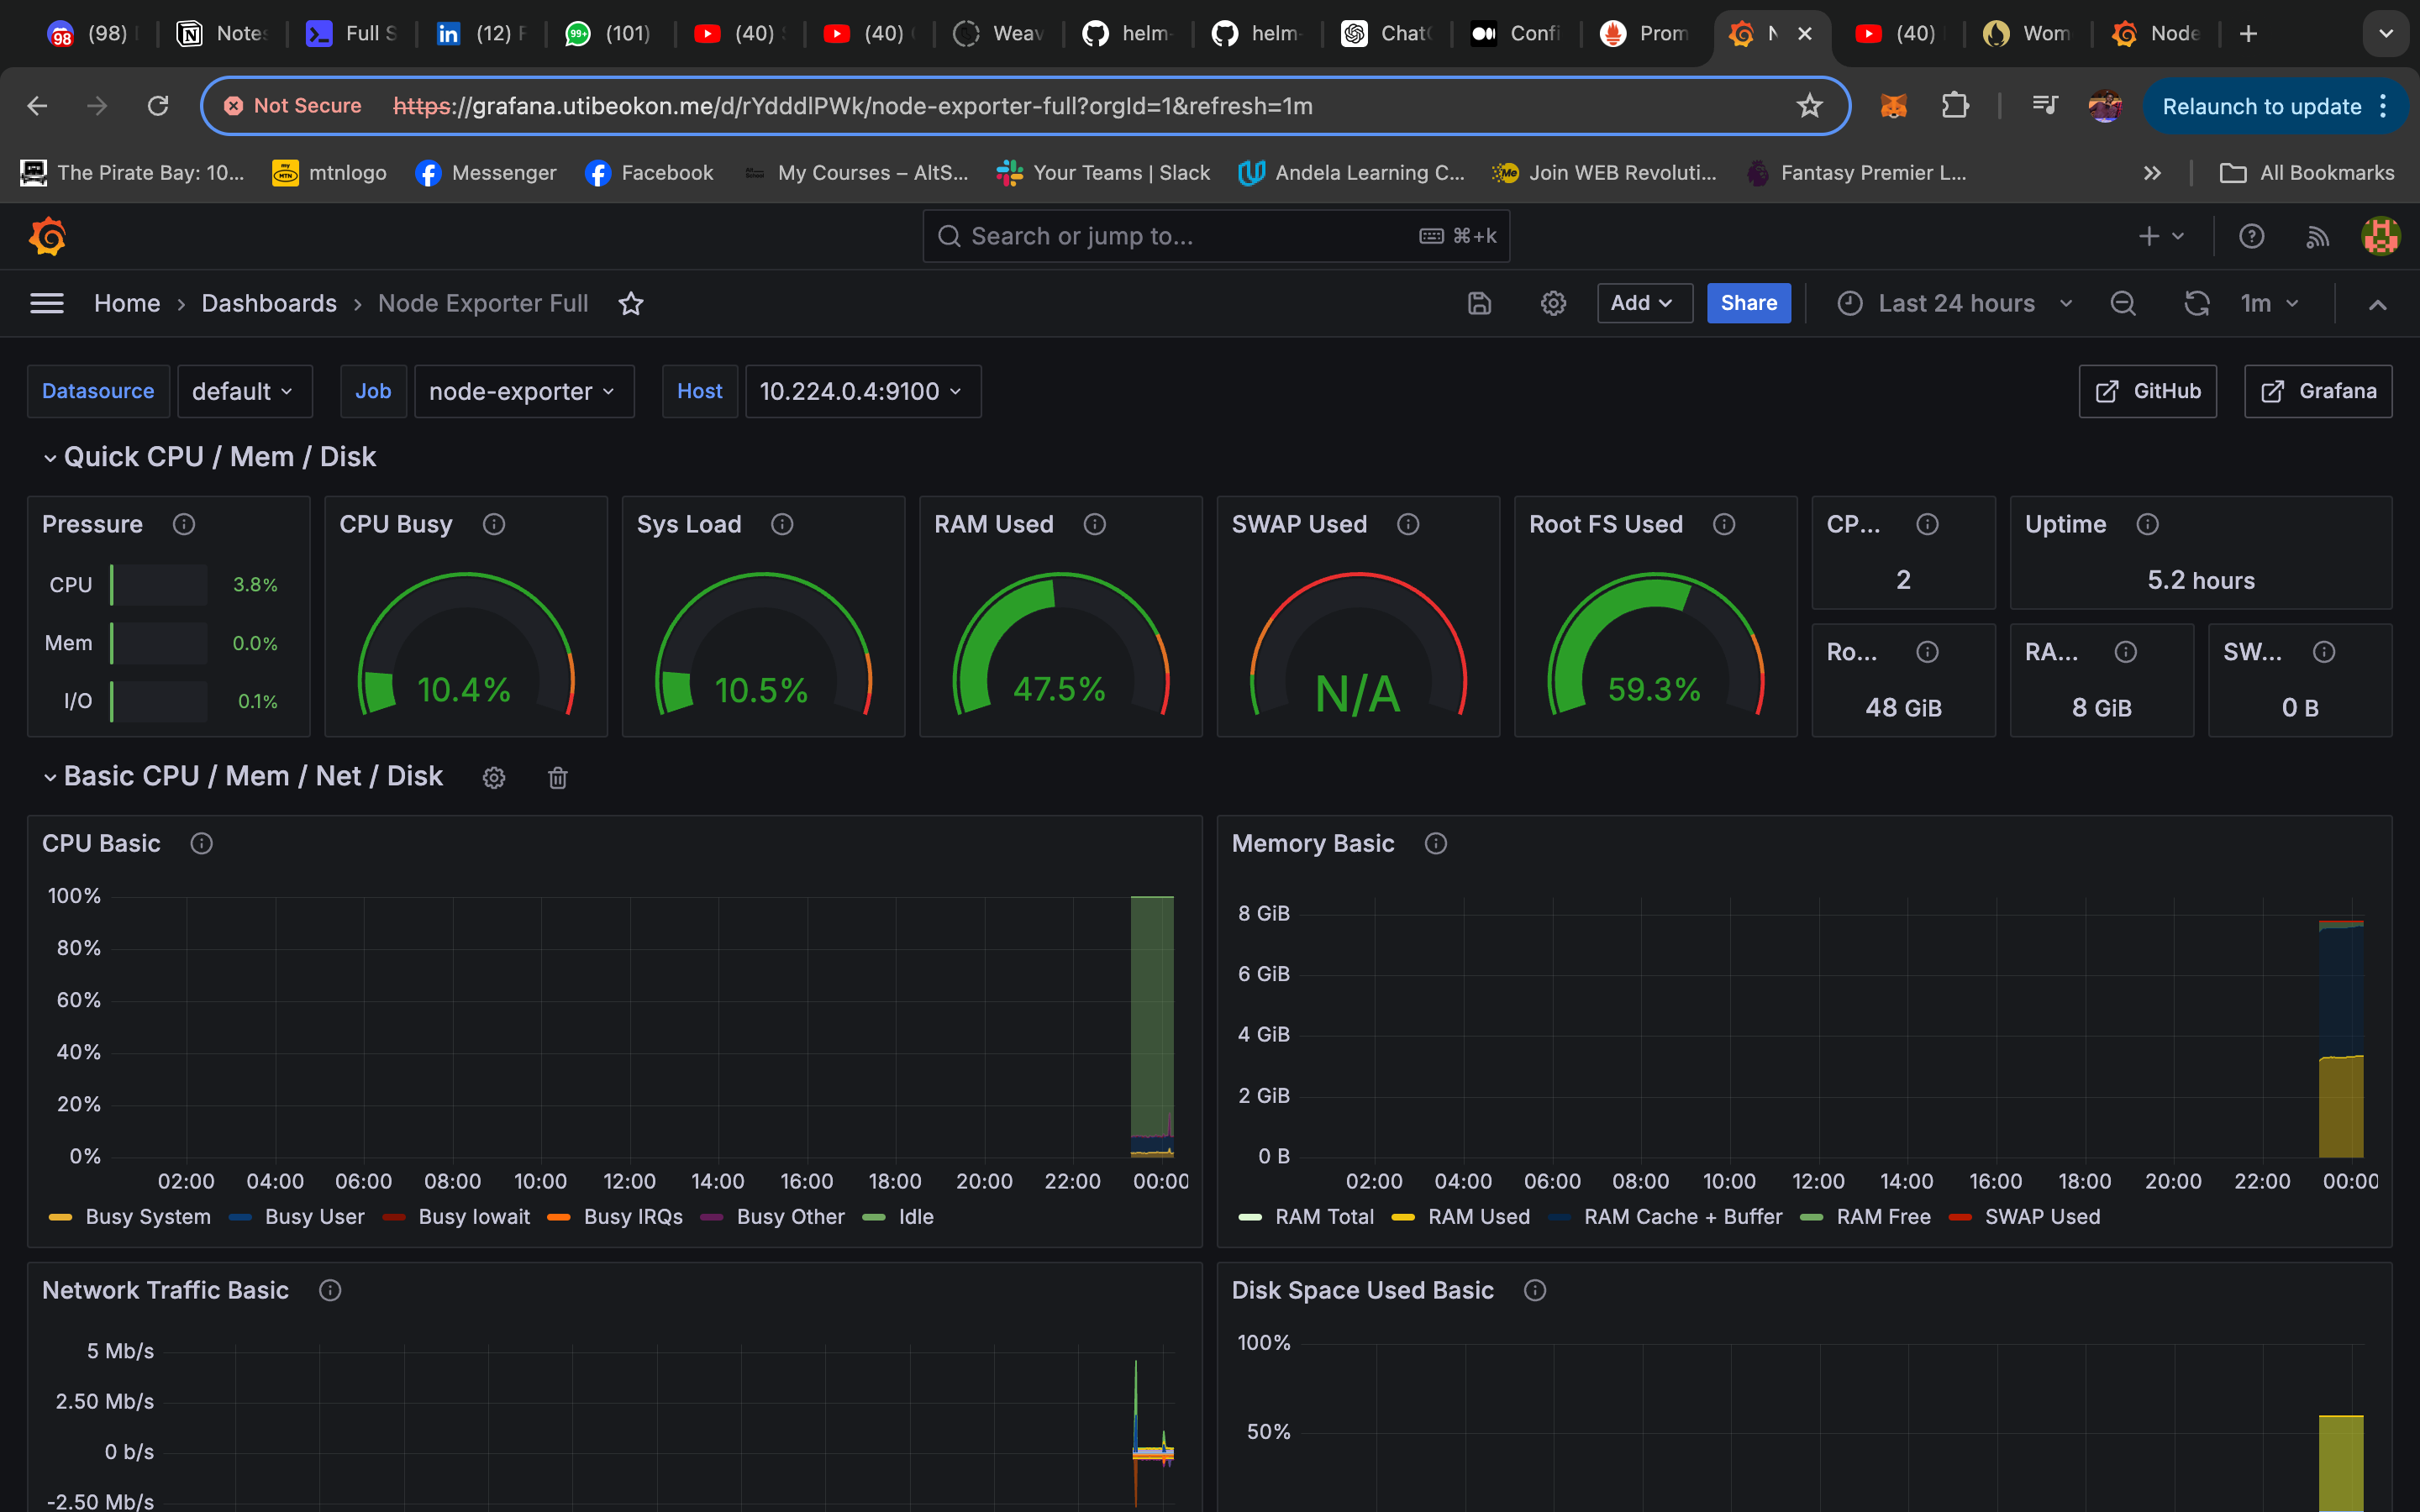 98 (98) Notes Full S (12) F 99+ (101) (40) (40) Weav helm- helm- Chat Confi Prom N (40) Wom Node
Not Secure https://grafana.utibeokon.me/d/rYdddlPWk/node-exporter-full?orgId=1&refresh=1m Relaunch to update
The Pirate Bay: 10... mtnlogo Messenger Facebook My Courses – AltS... Your Teams | Slack Andela Learning C... Join WEB Revoluti... Fantasy Premier L... » All Bookmarks
Search or jump to... ⌘+k
Home › Dashboards › Node Exporter Full Add Share Last 24 hours 1m
Datasource default Job node-exporter Host 10.224.0.4:9100 GitHub Grafana
Quick CPU / Mem / Disk
Pressure CPU Busy Sys Load RAM Used SWAP Used Root FS Used CP... Uptime
CPU 3.8% 2 5.2 hours
Mem 0.0% Ro... RA... SW...
I/O 0.1% 10.4% 10.5% 47.5% N/A 59.3% 48 GiB 8 GiB 0 B
Basic CPU / Mem / Net / Disk
CPU Basic
100%
80%
60%
40%
20%
0%
02:00 04:00 06:00 08:00 10:00 12:00 14:00 16:00 18:00 20:00 22:00 00:00
Busy System Busy User Busy Iowait Busy IRQs Busy Other Idle
Memory Basic
8 GiB
6 GiB
4 GiB
2 GiB
0 B
02:00 04:00 06:00 08:00 10:00 12:00 14:00 16:00 18:00 20:00 22:00 00:00
RAM Total RAM Used RAM Cache + Buffer RAM Free SWAP Used
Network Traffic Basic
5 Mb/s
2.50 Mb/s
0 b/s
-2.50 Mb/s
Disk Space Used Basic
100%
50%